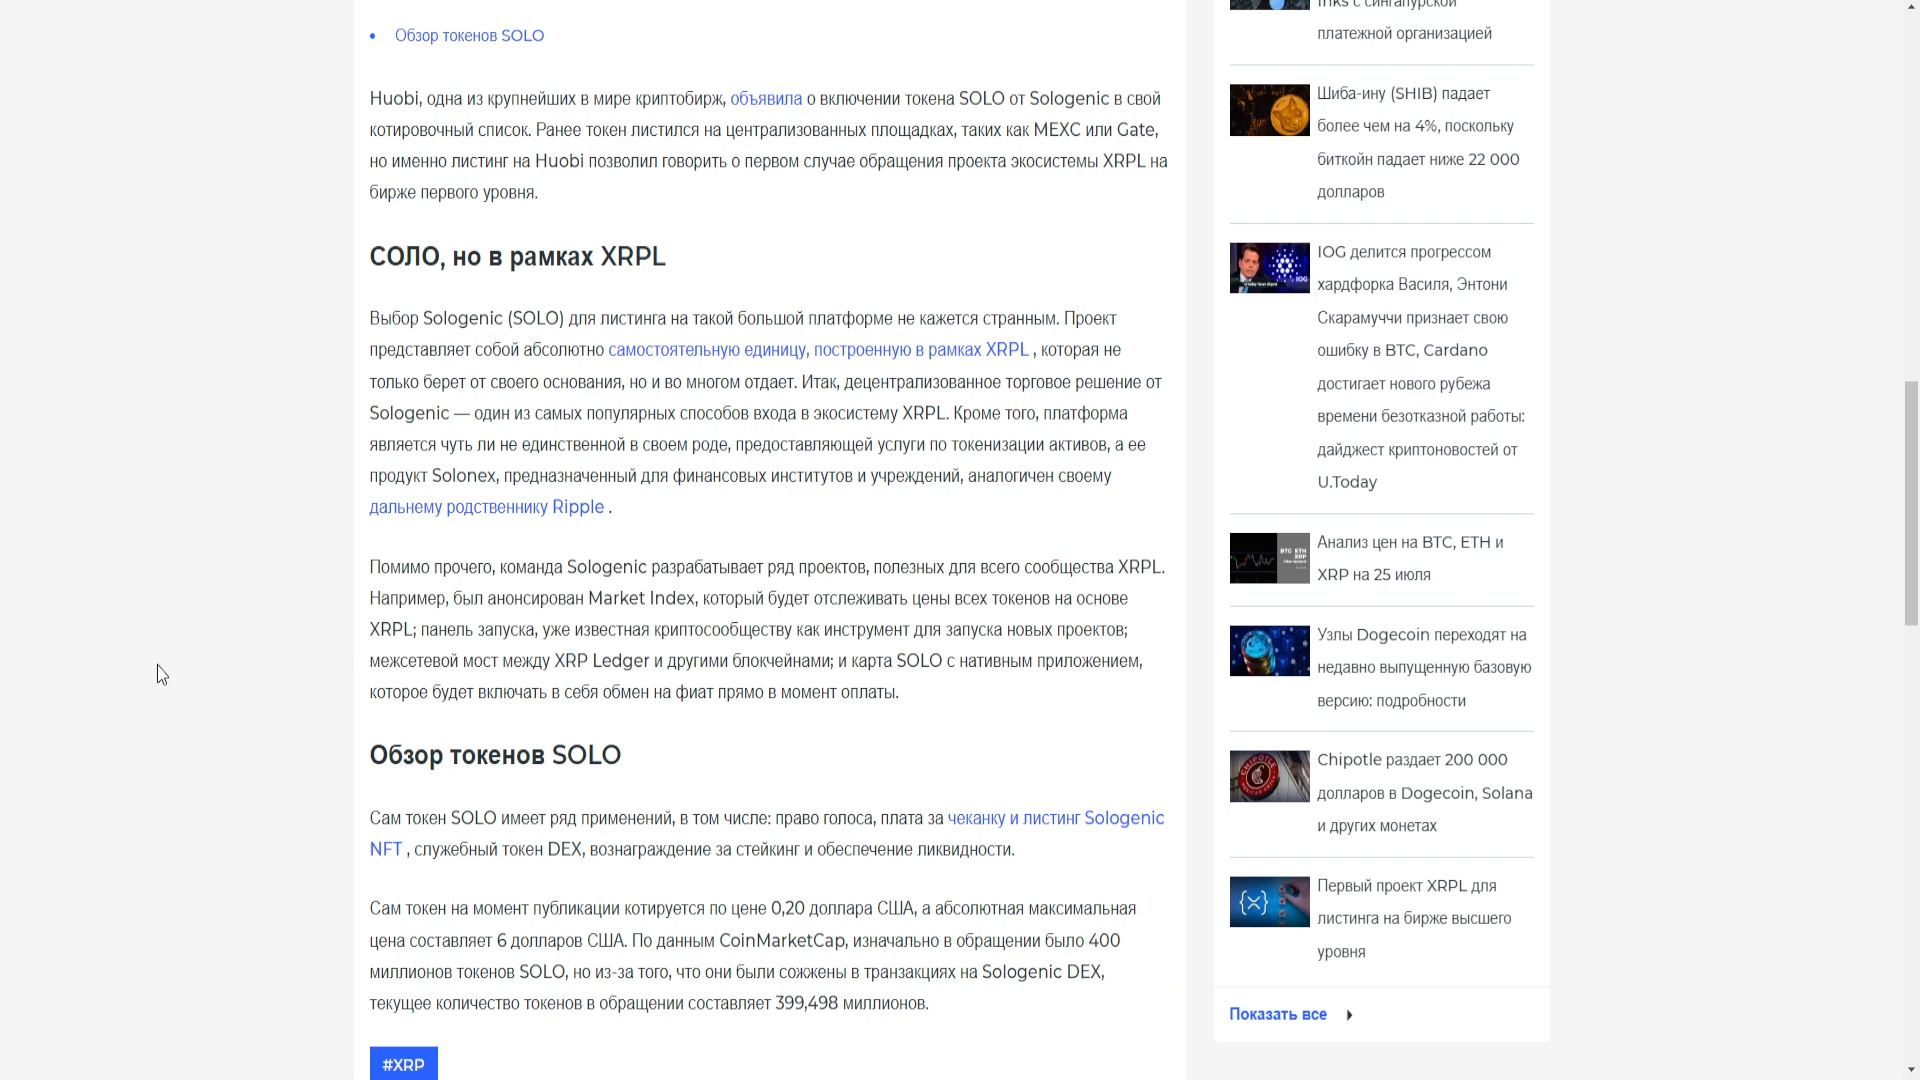 Обзор токенов SOLO
Huobi, одна из крупнейших в мире криптобирж, объявила о включении токена SOLO от Sologenic в свой
котировочный список. Ранее токен листился на централизованных площадках, таких как MEXC или Gate,
но именно листинг на Huobi позволил говорить о первом случае обращения проекта экосистемы XRPL на
бирже первого уровня.
СОЛО, но в рамках XRPL
Выбор Sologenic (SOLO) для листинга на такой большой платформе не кажется странным. Проект
представляет собой абсолютно самостоятельную единицу, построенную в рамках XRPL , которая не
только берет от своего основания, но и во многом отдает. Итак, децентрализованное торговое решение от
Sologenic — один из самых популярных способов входа в экосистему XRPL. Кроме того, платформа
является чуть ли не единственной в своем роде, предоставляющей услуги по токенизации активов, а ее
продукт Solonex, предназначенный для финансовых институтов и учреждений, аналогичен своему
дальнему родственнику Ripple .
Помимо прочего, команда Sologenic разрабатывает ряд проектов, полезных для всего сообщества XRPL.
Например, был анонсирован Market Index, который будет отслеживать цены всех токенов на основе
XRPL; панель запуска, уже известная криптосообществу как инструмент для запуска новых проектов;
межсетевой мост между XRP Ledger и другими блокчейнами; и карта SOLO с нативным приложением,
которое будет включать в себя обмен на фиат прямо в момент оплаты.
Обзор токенов SOLO
Сам токен SOLO имеет ряд применений, в том числе: право голоса, плата за чеканку и листинг Sologenic
NFT , служебный токен DEX, вознаграждение за стейкинг и обеспечение ликвидности.
Сам токен на момент публикации котируется по цене 0,20 доллара США, а абсолютная максимальная
цена составляет 6 долларов США. По данным CoinMarketCap, изначально в обращении было 400
миллионов токенов SOLO, но из-за того, что они были сожжены в транзакциях на Sologenic DEX,
текущее количество токенов в обращении составляет 399,498 миллионов.
#XRP
с сингапурской
платежной организацией
Шиба-ину (SHIB) падает
более чем на 4%, поскольку
биткойн падает ниже 22 000
долларов
IOG делится прогрессом
хардфорка Василя, Энтони
Скарамуччи признает свою
ошибку в BTC, Cardano
достигает нового рубежа
времени безотказной работы:
дайджест криптоновостей от
U.Today
BTC ETH
XRP
Анализ цен на BTC, ETH и
XRP на 25 июля
Узлы Dogecoin переходят на
недавно выпущенную базовую
версию: подробности
CHIPOTLE
Chipotle раздает 200 000
долларов в Dogecoin, Solana
и других монетах
Первый проект XRPL для
листинга на бирже высшего
уровня
Показать все